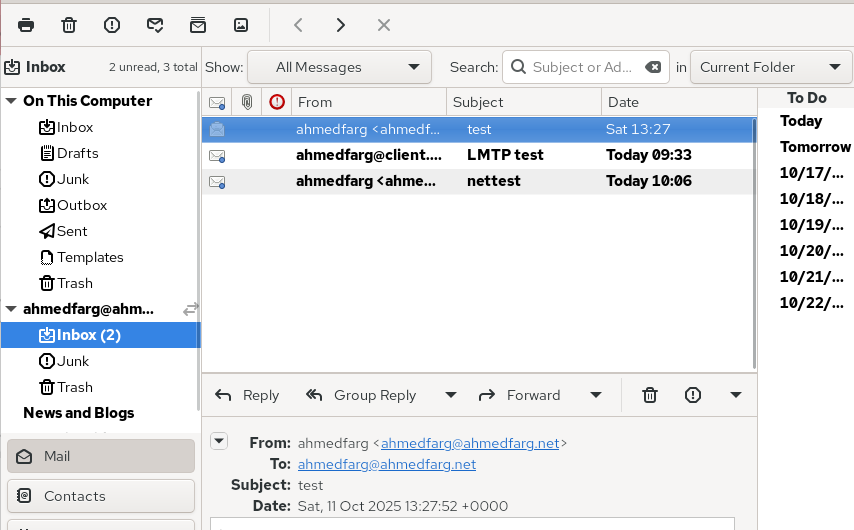 Inbox 2 unread, 3 total Show: All Messages Search: Subject or Ad... in Current Folder
On This Computer
Inbox
Drafts
Junk
Outbox
Sent
Templates
Trash
ahmedfarg@ahm...
Inbox (2)
Junk
Trash
News and Blogs
Mail
Contacts
From Subject Date
ahmedfarg <ahmedf... test Sat 13:27
ahmedfarg@client.... LMTP test Today 09:33
ahmedfarg <ahme... nettest Today 10:06
Reply Group Reply Forward
From: ahmedfarg <ahmedfarg@ahmedfarg.net>
To: ahmedfarg@ahmedfarg.net
Subject: test
Date: Sat, 11 Oct 2025 13:27:52 +0000
To Do
Today
Tomorrow
10/17/...
10/18/...
10/19/...
10/20/...
10/21/...
10/22/...